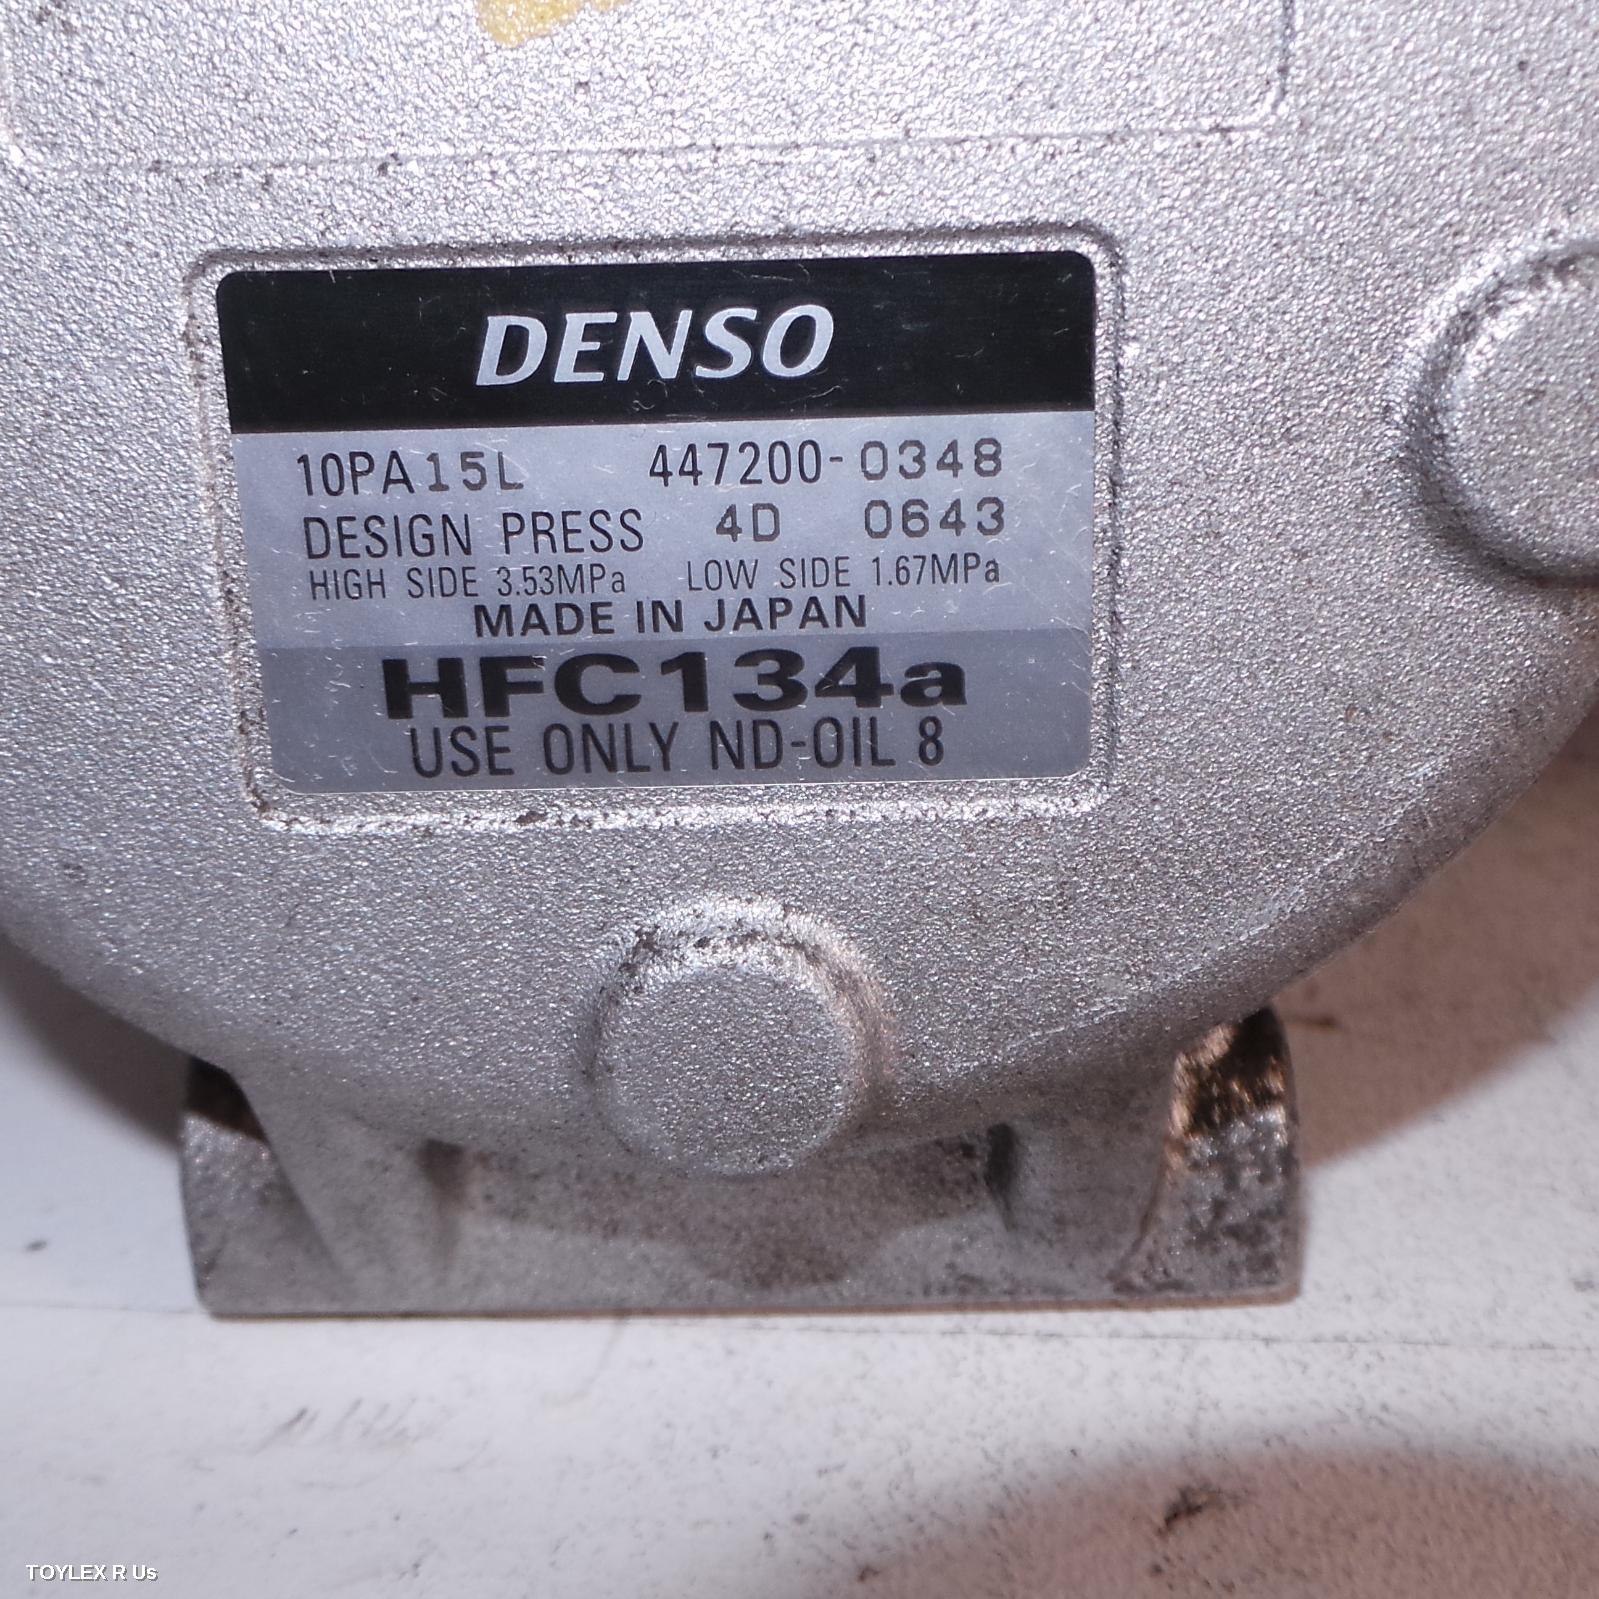 DENSO
10PA15L 447200-0348
DESIGN PRESS 4D 0643
HIGH SIDE 3.53MPa LOW SIDE 1.67MPa
MADE IN JAPAN
HFC134a
USE ONLY ND-OIL 8
TOYLEX R Us